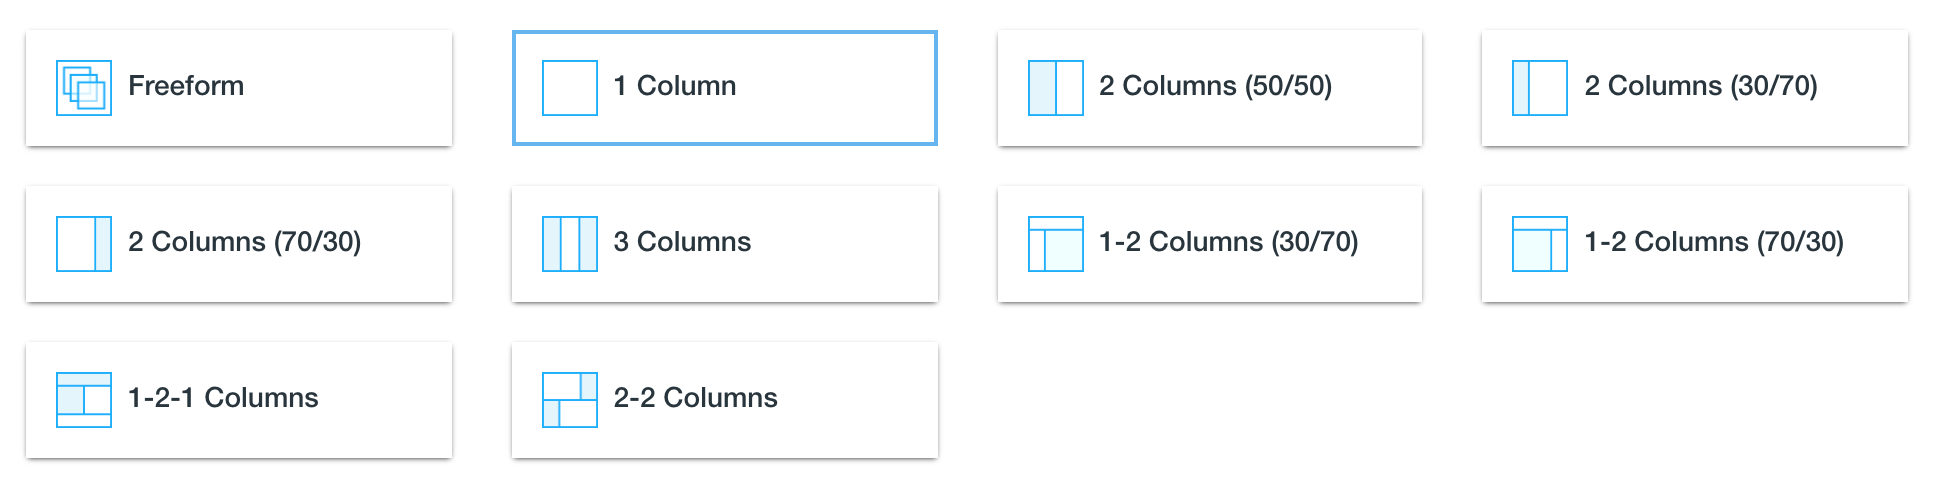 Freeform
1 Column
2 Columns (50/50)
2 Columns (30/70)
2 Columns (70/30)
3 Columns
1-2 Columns (30/70)
1-2 Columns (70/30)
1-2-1 Columns
2-2 Columns